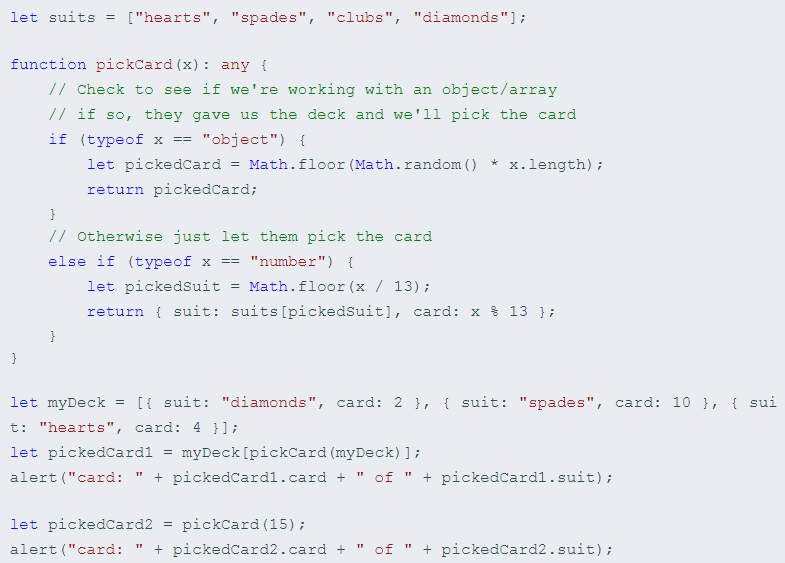 let suits = ["hearts", "spades", "clubs", "diamonds"];
function pickCard(x): any {
// Check to see if we're working with an object/array
// if so, they gave us the deck and we'll pick the card
if (typeof x == "object") {
let pickedCard = Math.floor(Math.random() * x.length);
return pickedCard;
}
// Otherwise just let them pick the card
else if (typeof x == "number") {
let pickedSuit = Math.floor(x / 13);
return { suit: suits[pickedSuit], card: x % 13 };
}
}
let myDeck = [{ suit: "diamonds", card: 2 }, { suit: "spades", card: 10 }, { sui
t: "hearts", card: 4 }];
let pickedCard1 = myDeck[pickCard(myDeck)];
alert("card: " + pickedCard1.card + " of " + pickedCard1.suit);
let pickedCard2 = pickCard(15);
alert("card: " + pickedCard2.card + " of " + pickedCard2.suit);